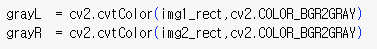 grayL  = cv2.cvtColor(img1_rect,cv2.COLOR_BGR2GRAY)
grayR  = cv2.cvtColor(img2_rect,cv2.COLOR_BGR2GRAY)